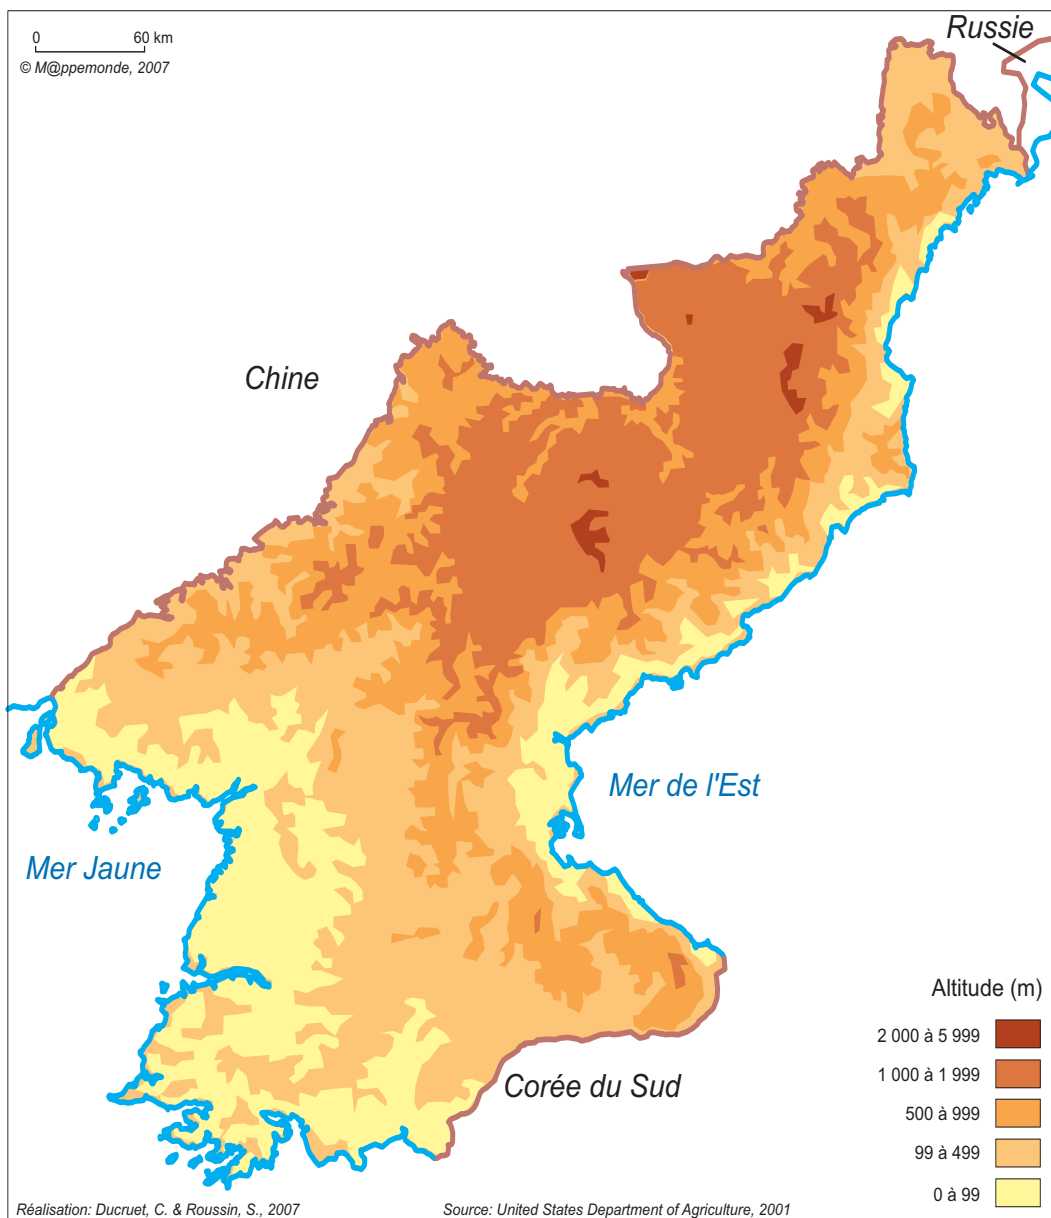 Russie
0 60 km
© M@ppemonde, 2007
Chine
Mer de l'Est
Mer Jaune
Corée du Sud
Altitude (m)
2 000 à 5 999
1 000 à 1 999
500 à 999
99 à 499
0 à 99
Réalisation: Ducruet, C. & Roussin, S., 2007
Source: United States Department of Agriculture, 2001